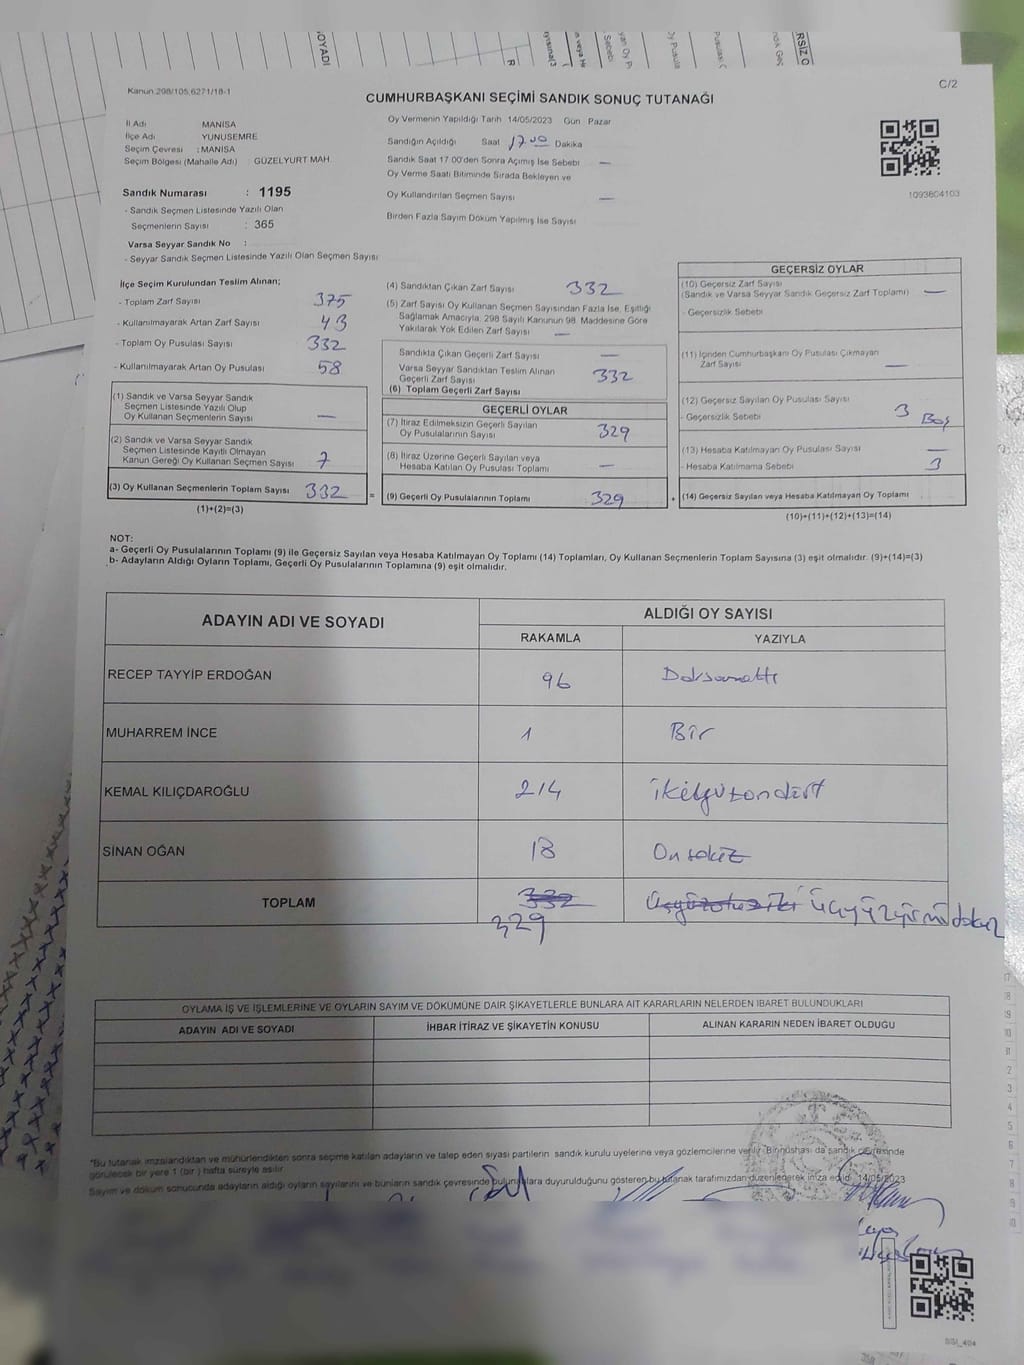 OYADI
Kanun 298/105,6271/18-1
C/2
CUMHURBAŞKANI SEÇİMİ SANDIK SONUÇ TUTANAĞI
İl Adı MANİSA
İlçe Adı YUNUSEMRE
Seçim Çevresi : MANİSA
Seçim Bölgesi (Mahalle Adı) : GÜZELYURT MAH.
Sandık Numarası : 1195
- Sandık Seçmen Listesinde Yazılı Olan
Seçmenlerin Sayısı : 365
Varsa Seyyar Sandık No :
- Seyyar Sandık Seçmen Listesinde Yazılı Olan Seçmen Sayısı
Oy Vermenin Yapıldığı Tarih 14/05/2023 Gün Pazar
Sandığın Açıldığı Saat 17 00 Dakika
Sandık Saat 17 00'den Sonra Açımış İse Sebebi —
Oy Verme Saati Bitiminde Sırada Bekleyen ve
Oy Kullandırılan Seçmen Sayısı —
Birden Fazla Sayım Döküm Yapılmış İse Sayısı
1093804103
İlçe Seçim Kurulundan Teslim Alınan;
- Toplam Zarf Sayısı 375
- Kullanılmayarak Artan Zarf Sayısı 43
- Toplam Oy Pusulası Sayısı 332
- Kullanılmayarak Artan Oy Pusulası 58
(1) Sandık ve Varsa Seyyar Sandık
Seçmen Listesinde Yazılı Olup
Oy Kullanan Seçmenlerin Sayısı —
(2) Sandık ve Varsa Seyyar Sandık
Seçmen Listesinde Kayıtlı Olmayan
Kanun Gereği Oy Kullanan Seçmen Sayısı 7
(3) Oy Kullanan Seçmenlerin Toplam Sayısı 332 =
(1)+(2)=(3)
(4) Sandıktan Çıkan Zarf Sayısı 332
(5) Zarf Sayısı Oy Kullanan Seçmen Sayısından Fazla İse, Eşitliği
Sağlamak Amacıyla, 298 Sayılı Kanunun 98. Maddesine Göre
Yakılarak Yok Edilen Zarf Sayısı —
Sandıkta Çıkan Geçerli Zarf Sayısı —
Varsa Seyyar Sandıktan Teslim Alınan
Geçerli Zarf Sayısı 332
(6) Toplam Geçerli Zarf Sayısı
GEÇERLİ OYLAR
(7) İtiraz Edilmeksizin Geçerli Sayılan
Oy Pusulalarının Sayısı 329
(8) İtiraz Üzerine Geçerli Sayılan veya
Hesaba Katılan Oy Pusulası Toplamı —
(9) Geçerli Oy Pusulalarının Toplamı 329 +
GEÇERSİZ OYLAR
(10) Geçersiz Zarf Sayısı
(Sandık ve Varsa Seyyar Sandık Geçersiz Zarf Toplamı) —
- Geçersizlik Sebebi
(11) İçinden Cumhurbaşkanı Oy Pusulası Çıkmayan
Zarf Sayısı —
(12) Geçersiz Sayılan Oy Pusulası Sayısı 3
- Geçersizlik Sebebi Boş
(13) Hesaba Katılmayan Oy Pusulası Sayısı —
- Hesaba Katılmama Sebebi 3
(14) Geçersiz Sayılan veya Hesaba Katılmayan Oy Toplamı
(10)+(11)+(12)+(13)=(14)
NOT:
a- Geçerli Oy Pusulalarının Toplamı (9) ile Geçersiz Sayılan veya Hesaba Katılmayan Oy Toplamı (14) Toplamları, Oy Kullanan Seçmenlerin Toplam Sayısına (3) eşit olmalıdır. (9)+(14)=(3)
b- Adayların Aldığı Oyların Toplamı, Geçerli Oy Pusulalarının Toplamına (9) eşit olmalıdır.
ADAYIN ADI VE SOYADI ALDIĞI OY SAYISI
RAKAMLA YAZIYLA
RECEP TAYYİP ERDOĞAN 96 Doksanaltı
MUHARREM İNCE 1 Bir
KEMAL KILIÇDAROĞLU 214 ikiyüzondört
SİNAN OĞAN 18 Onsekiz
TOPLAM 332 Üçyüzotuziki üçyüzyirmidokuz
329
OYLAMA İŞ VE İŞLEMLERİNE VE OYLARIN SAYIM VE DÖKÜMÜNE DAİR ŞİKAYETLERLE BUNLARA AİT KARARLARIN NELERDEN İBARET BULUNDUKLARI
ADAYIN ADI VE SOYADI İHBAR İTİRAZ VE ŞİKAYETİN KONUSU ALINAN KARARIN NEDEN İBARET OLDUĞU
*Bu tutanak imzalandıktan ve mühürlendikten sonra seçime katılan adayların ve talep eden siyasi partilerin sandık kurulu üyelerine veya gözlemcilerine verilir. Bir nüshası da sandık çevresinde
görülecek bir yere 1 (bir) hafta süreyle asılır.
Sayım ve döküm sonucunda adayların aldığı oyların sayılarını ve bunların sandık çevresinde bulunanlara duyurulduğunu gösteren bu tutanak tarafımızdan düzenlenerek imza edildi. 14/05/2023